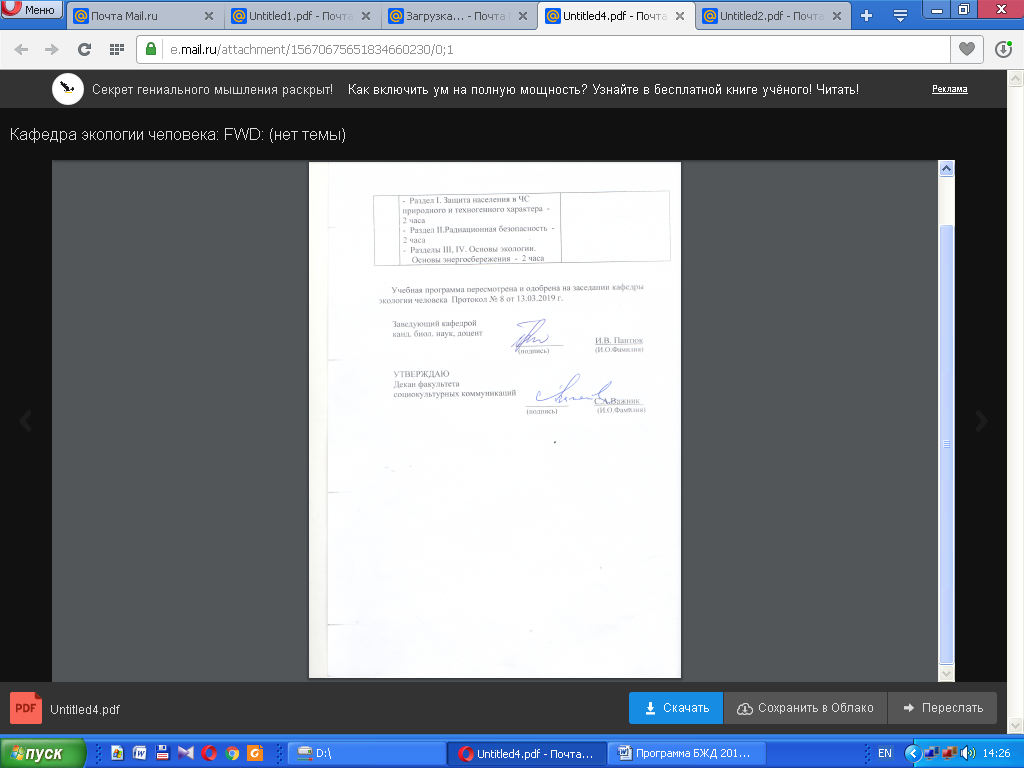 Меню
Почта Mail.ru
Untitled1.pdf - Почта
Загрузка... - Почта
Untitled4.pdf - Почта
Untitled2.pdf - Почта
e.mail.ru/attachment/15670675651834660230/0;1
Секрет гениального мышления раскрыт! Как включить ум на полную мощность? Узнайте в бесплатной книге учёного! Читать!
Реклама
Кафедра экологии человека: FWD: (нет темы)
- Раздел I. Защита населения в ЧС
природного и техногенного характера -
2 часа
- Раздел II.Радиационная безопасность -
2 часа
- Разделы III, IV. Основы экологии.
Основы энергосбережения - 2 часа
Учебная программа пересмотрена и одобрена на заседании кафедры
экологии человека Протокол № 8 от 13.03.2019 г.
Заведующий кафедрой
канд. биол. наук, доцент
И.В. Пантюк
(подпись)
(И.О.Фамилия)
УТВЕРЖДАЮ
Декан факультета
социокультурных коммуникаций
С.А.Важник
(подпись)
(И.О.Фамилия)
PDF
Untitled4.pdf
Скачать
Сохранить в Облако
Переслать
пуск
D:\
Untitled4.pdf - Почта...
Программа БЖД 201...
EN
14:26